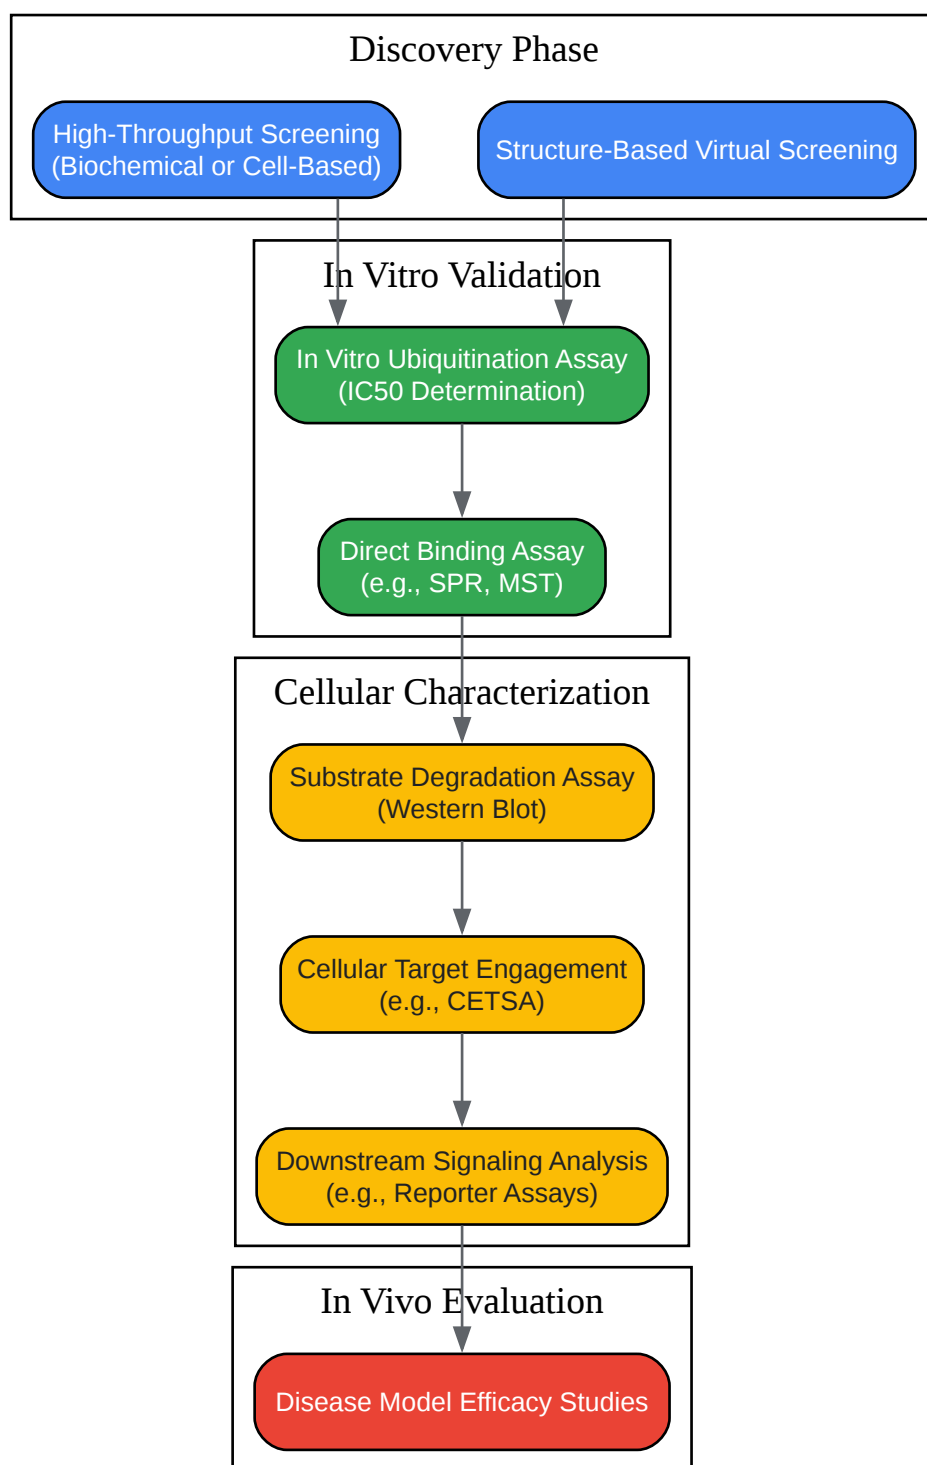 Discovery Phase
High-Throughput Screening
(Biochemical or Cell-Based)
Structure-Based Virtual Screening
In Vitro Validation
In Vitro Ubiquitination Assay
(IC50 Determination)
Direct Binding Assay
(e.g., SPR, MST)
Cellular Characterization
Substrate Degradation Assay
(Western Blot)
Cellular Target Engagement
(e.g., CETSA)
Downstream Signaling Analysis
(e.g., Reporter Assays)
In Vivo Evaluation
Disease Model Efficacy Studies